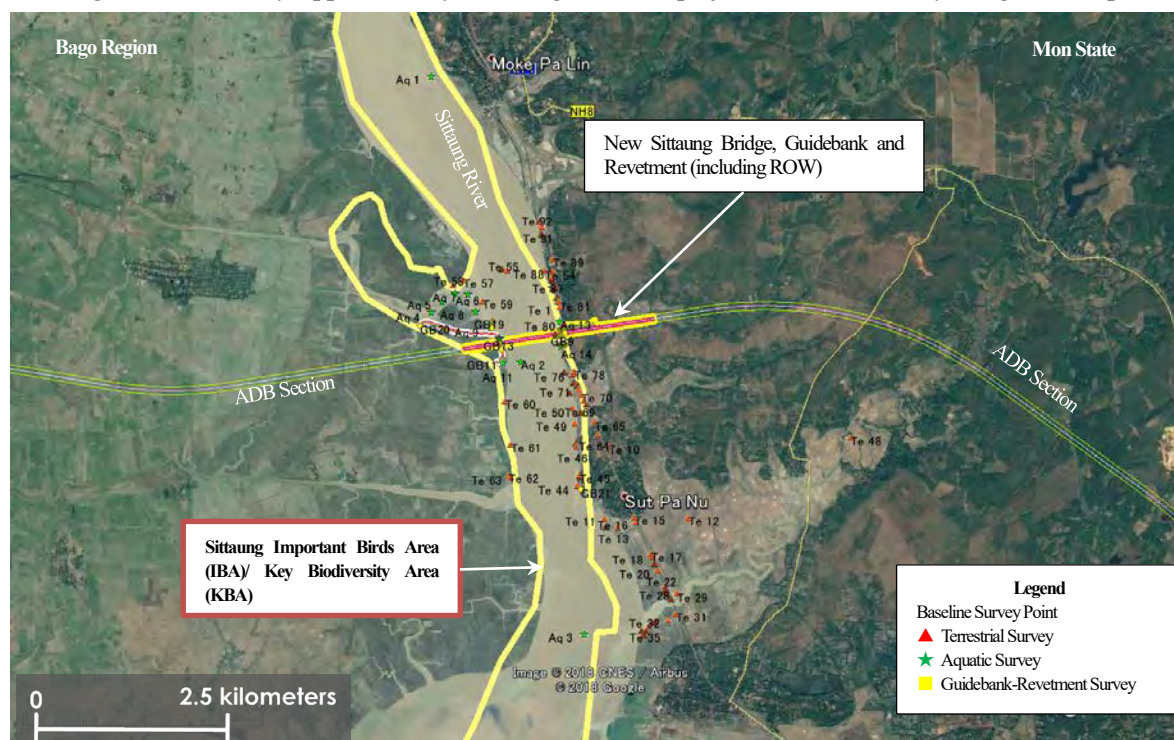 Bago Region
Mon State
Moke Pa Lin
Aq 1
NH8
Sittaung River
New Sittaung Bridge, Guidebank and
Revetment (including ROW)
Te 92
Te 91
Te 89
Te 55
Te 88
Te 54
Te 58
Te 57
Aq 7
Aq 6
Te 59
Aq 5
Aq 4
Aq 8
Te 1
Te 81
GB19
Te 80
GB20
GB13
GB9
Aq 14
GB11
Aq 2
Aq 11
Te 76
Te 78
ADB Section
ADB Section
Te 71
Te 70
Te 60
Te 50
Te 69
Te 49
Te 65
Te 61
Te 64
Te 10
Te 46
Te 48
Te 63
Te 62
Te 45
Te 44
GB21
Sut Pa Nu
Te 11
Te 16
Te 15
Te 12
Te 13
Sittaung Important Birds Area
(IBA)/ Key Biodiversity Area
(KBA)
Te 18
Te 17
Te 20
Te 22
Te 28
Te 29
Te 31
Te 32
Te 35
Aq 3
Image © 2018 CNES / Airbus
© 2018 Google
Legend
Baseline Survey Point
Terrestrial Survey
Aquatic Survey
Guidebank-Revetment Survey
0
2.5 kilometers